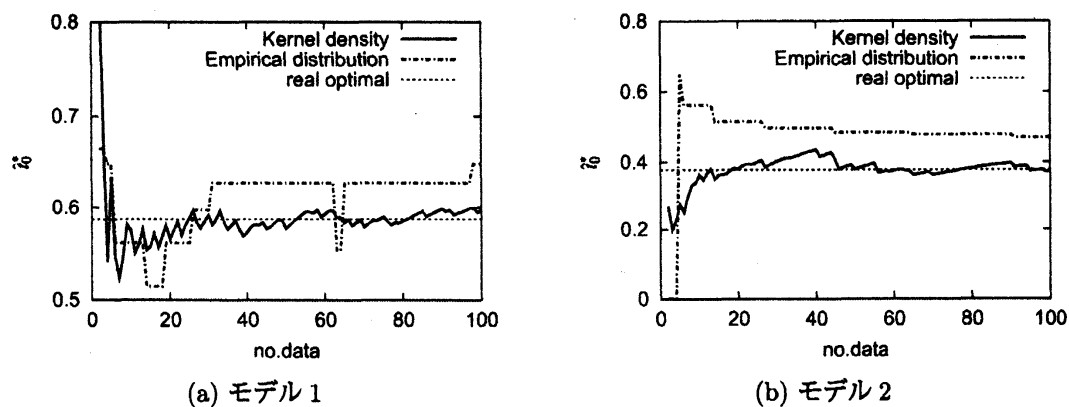 0.8
0.7
0.6
0.5
0
20
40
60
80
100
Kernel density
Empirical distribution
real optimal
no.data
(a) モデル 1
0.8
0.6
0.4
0.2
0
0
20
40
60
80
100
Kernel density
Empirical distribution
real optimal
no.data
(b) モデル 2